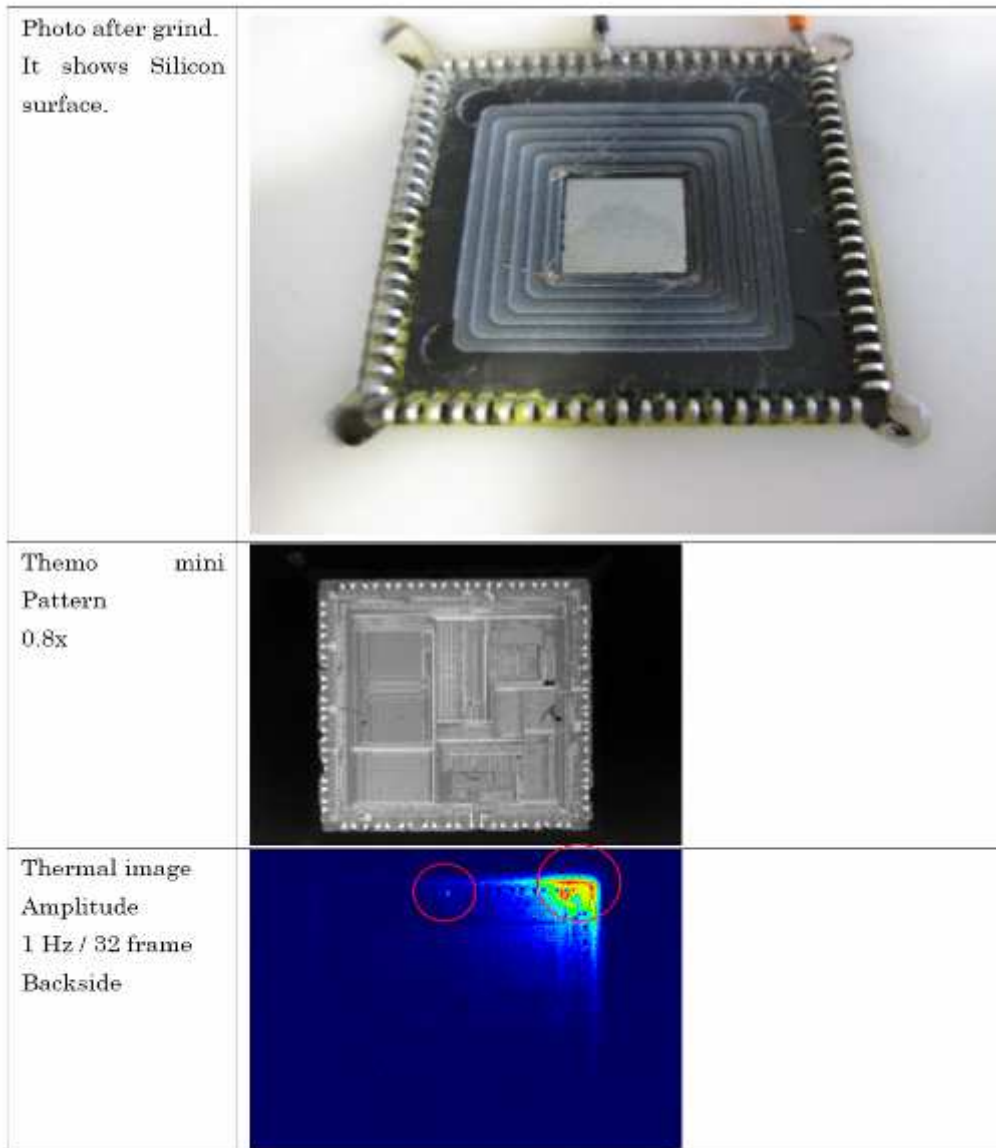 Photo after grind.
It shows Silicon
surface.
Themo mini
Pattern
0.8x
Thermal image
Amplitude
1 Hz / 32 frame
Backside